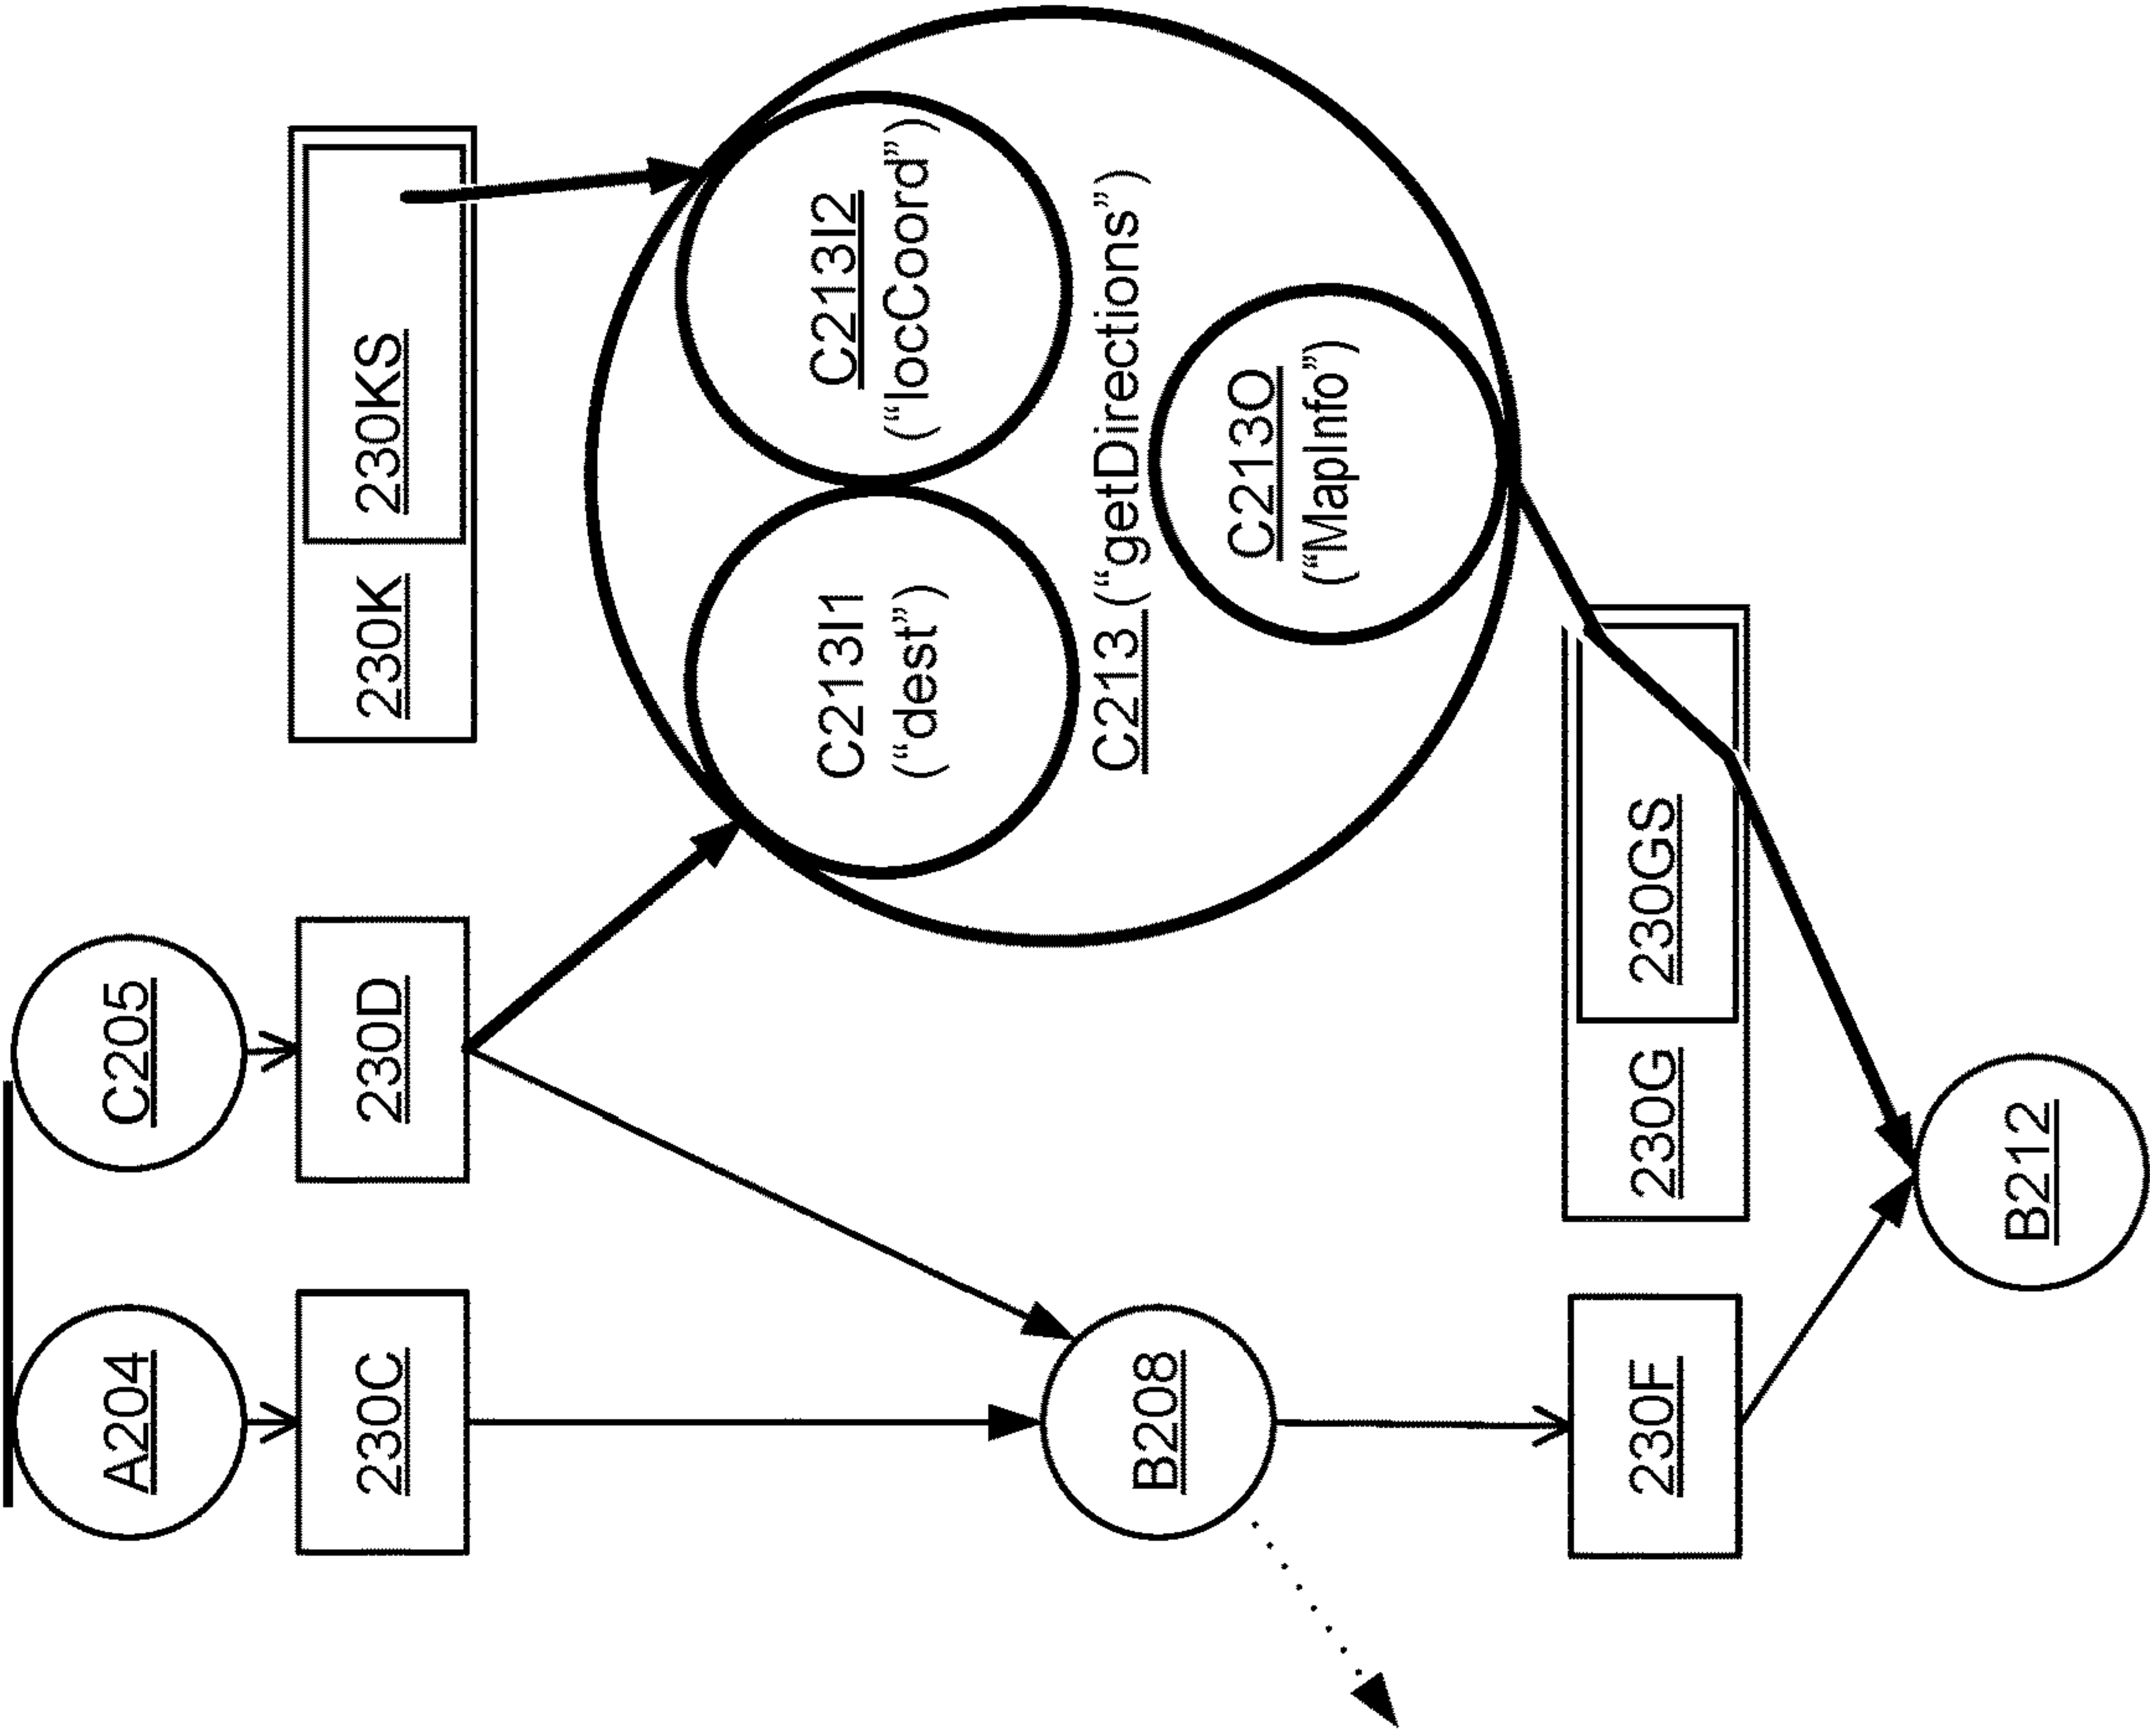 A204
C205
230C
230D
230K
230KS
C213I1
(“dest”)
C213I2
(“locCoord”)
C213 (“getDirections”)
B208
C213O
(“MapInfo”)
230F
230G
230GS
B212